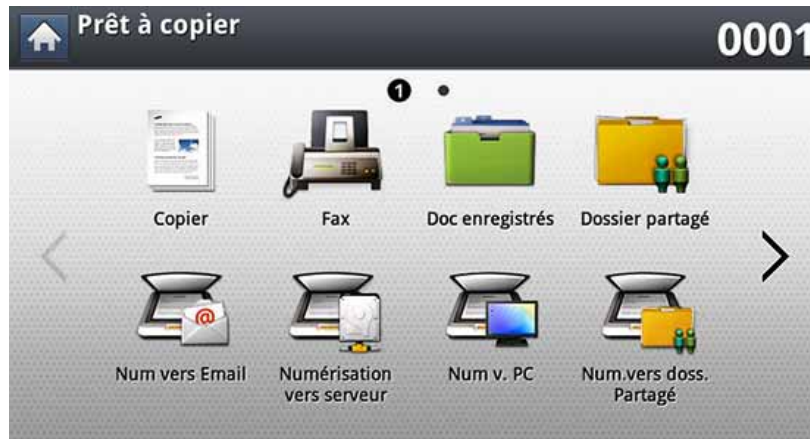 Prêt à copier
0001
1
Copier
Fax
Doc enregistrés
Dossier partagé
Num vers Email
Numérisation
vers serveur
Num v. PC
Num.vers doss.
Partagé